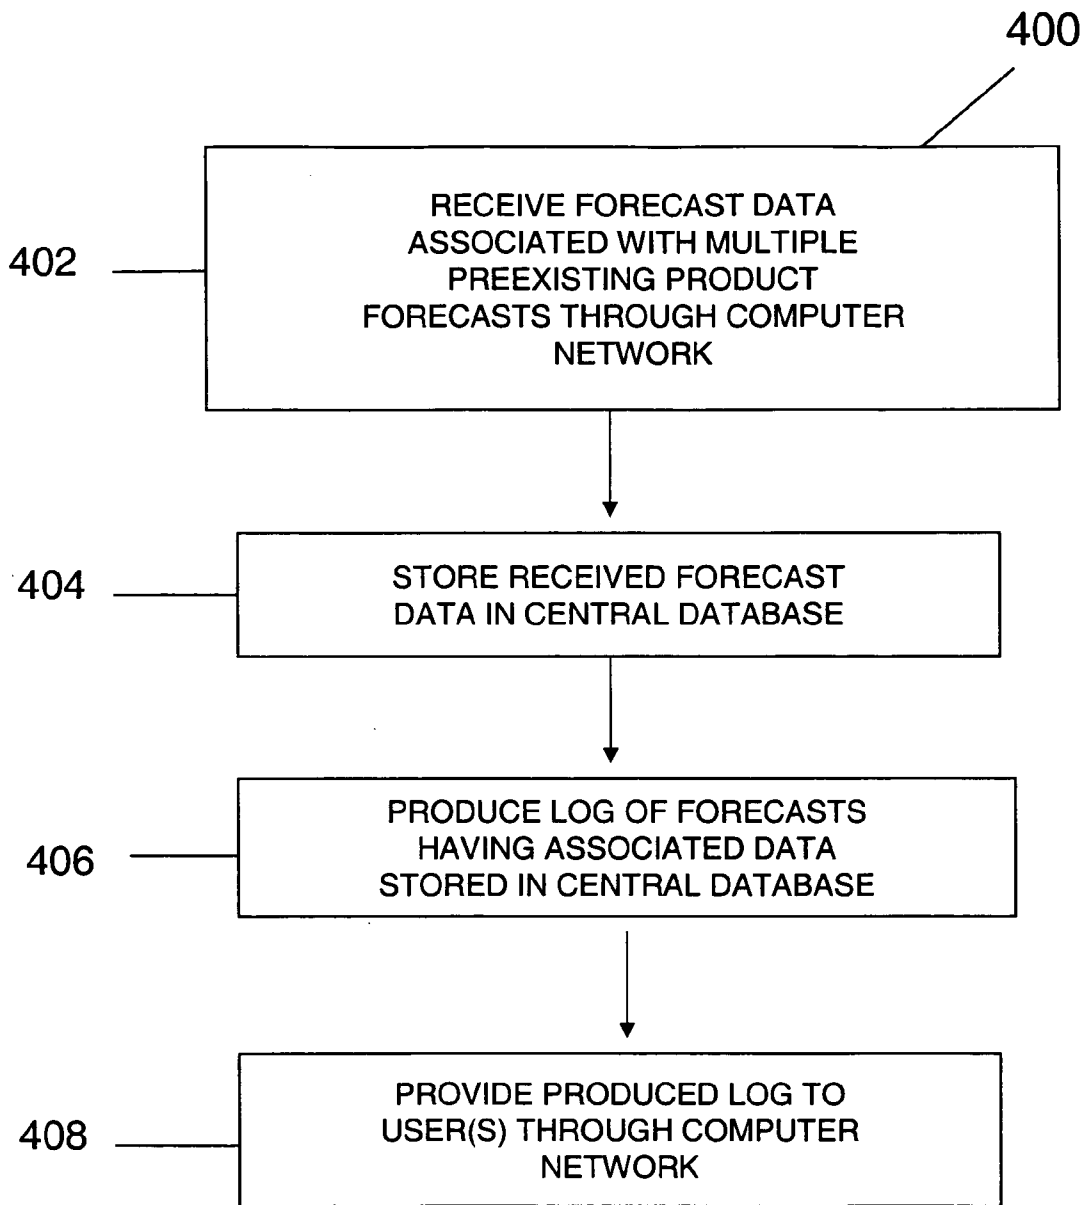 400
402
RECEIVE FORECAST DATA
ASSOCIATED WITH MULTIPLE
PREEXISTING PRODUCT
FORECASTS THROUGH COMPUTER
NETWORK
404
STORE RECEIVED FORECAST
DATA IN CENTRAL DATABASE
406
PRODUCE LOG OF FORECASTS
HAVING ASSOCIATED DATA
STORED IN CENTRAL DATABASE
408
PROVIDE PRODUCED LOG TO
USER(S) THROUGH COMPUTER
NETWORK